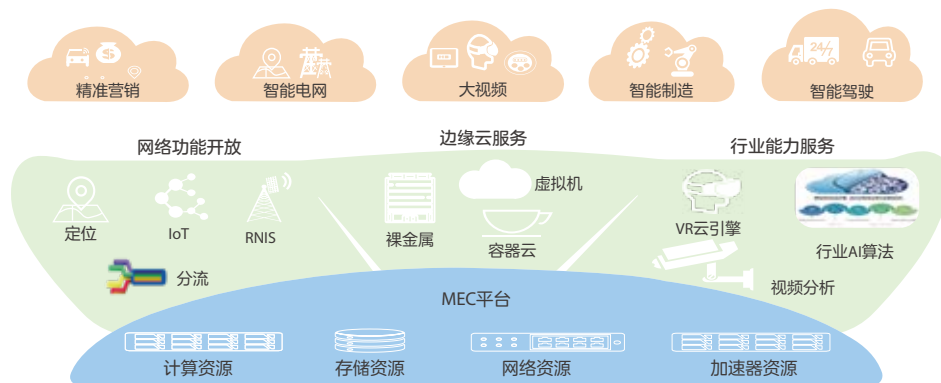 精准营销
智能电网
大视频
智能制造
24/7
智能驾驶
网络功能开放
边缘云服务
行业能力服务
定位
IoT
RNIS
分流
裸金属
虚拟机
容器云
VR云引擎
行业AI算法
视频分析
MEC平台
计算资源
存储资源
网络资源
加速器资源